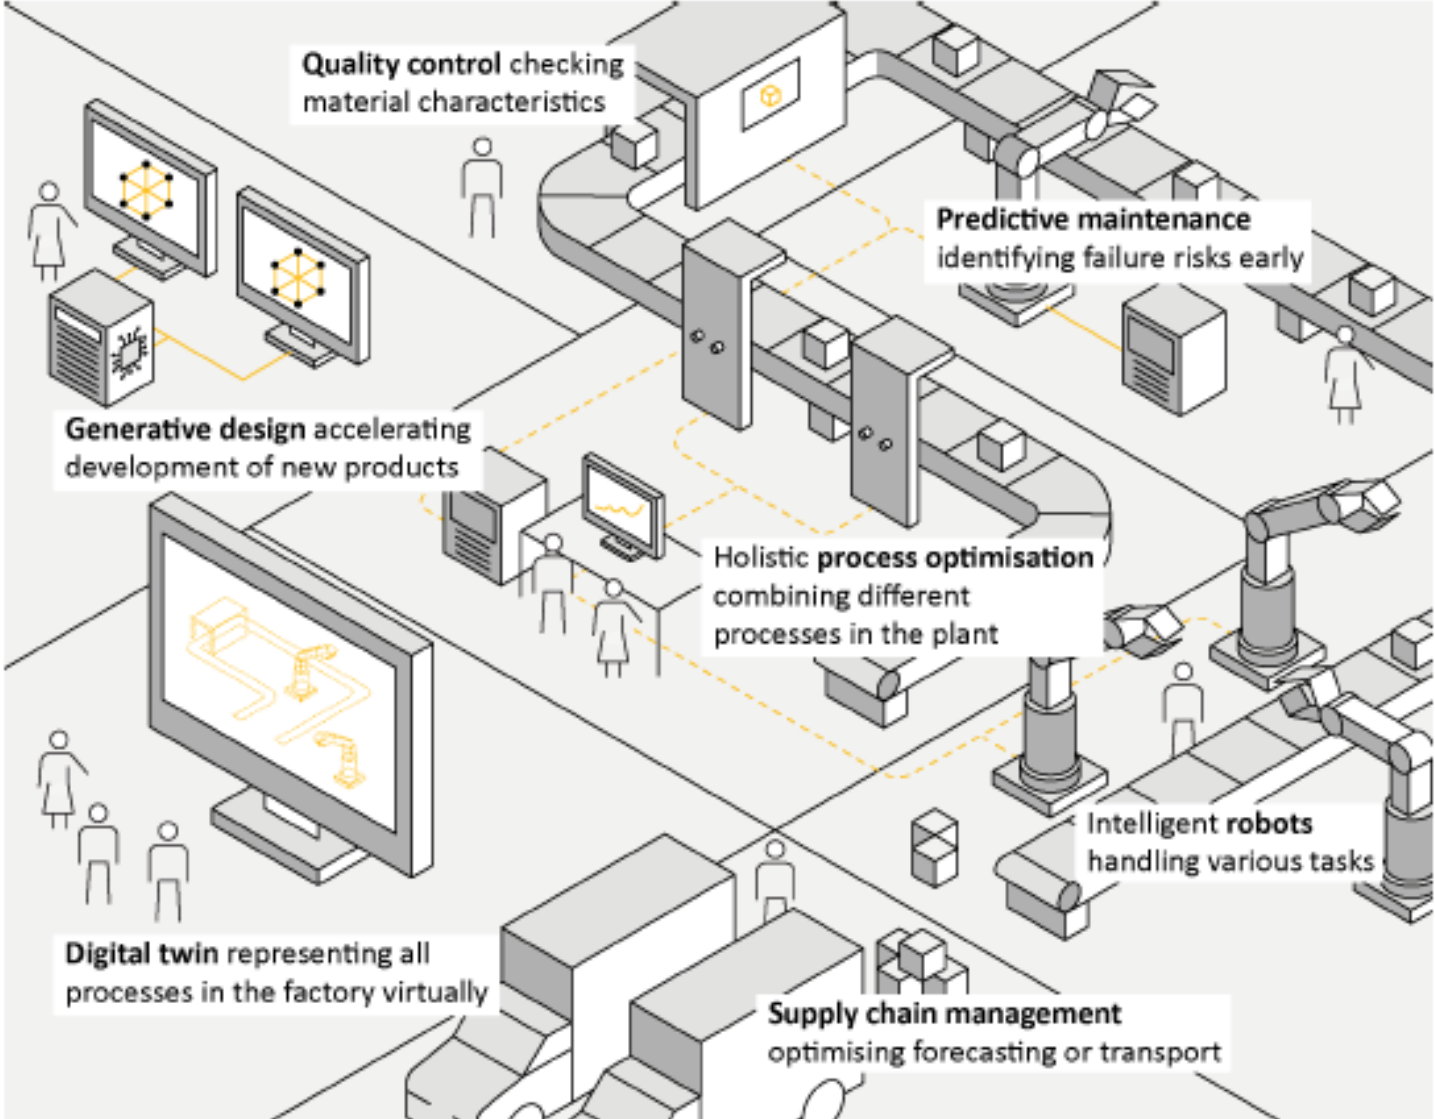 Quality control checking
material characteristics
Predictive maintenance
identifying failure risks early
Generative design accelerating
development of new products
Holistic process optimisation
combining different
processes in the plant
Intelligent robots
handling various tasks
Digital twin representing all
processes in the factory virtually
Supply chain management
optimising forecasting or transport